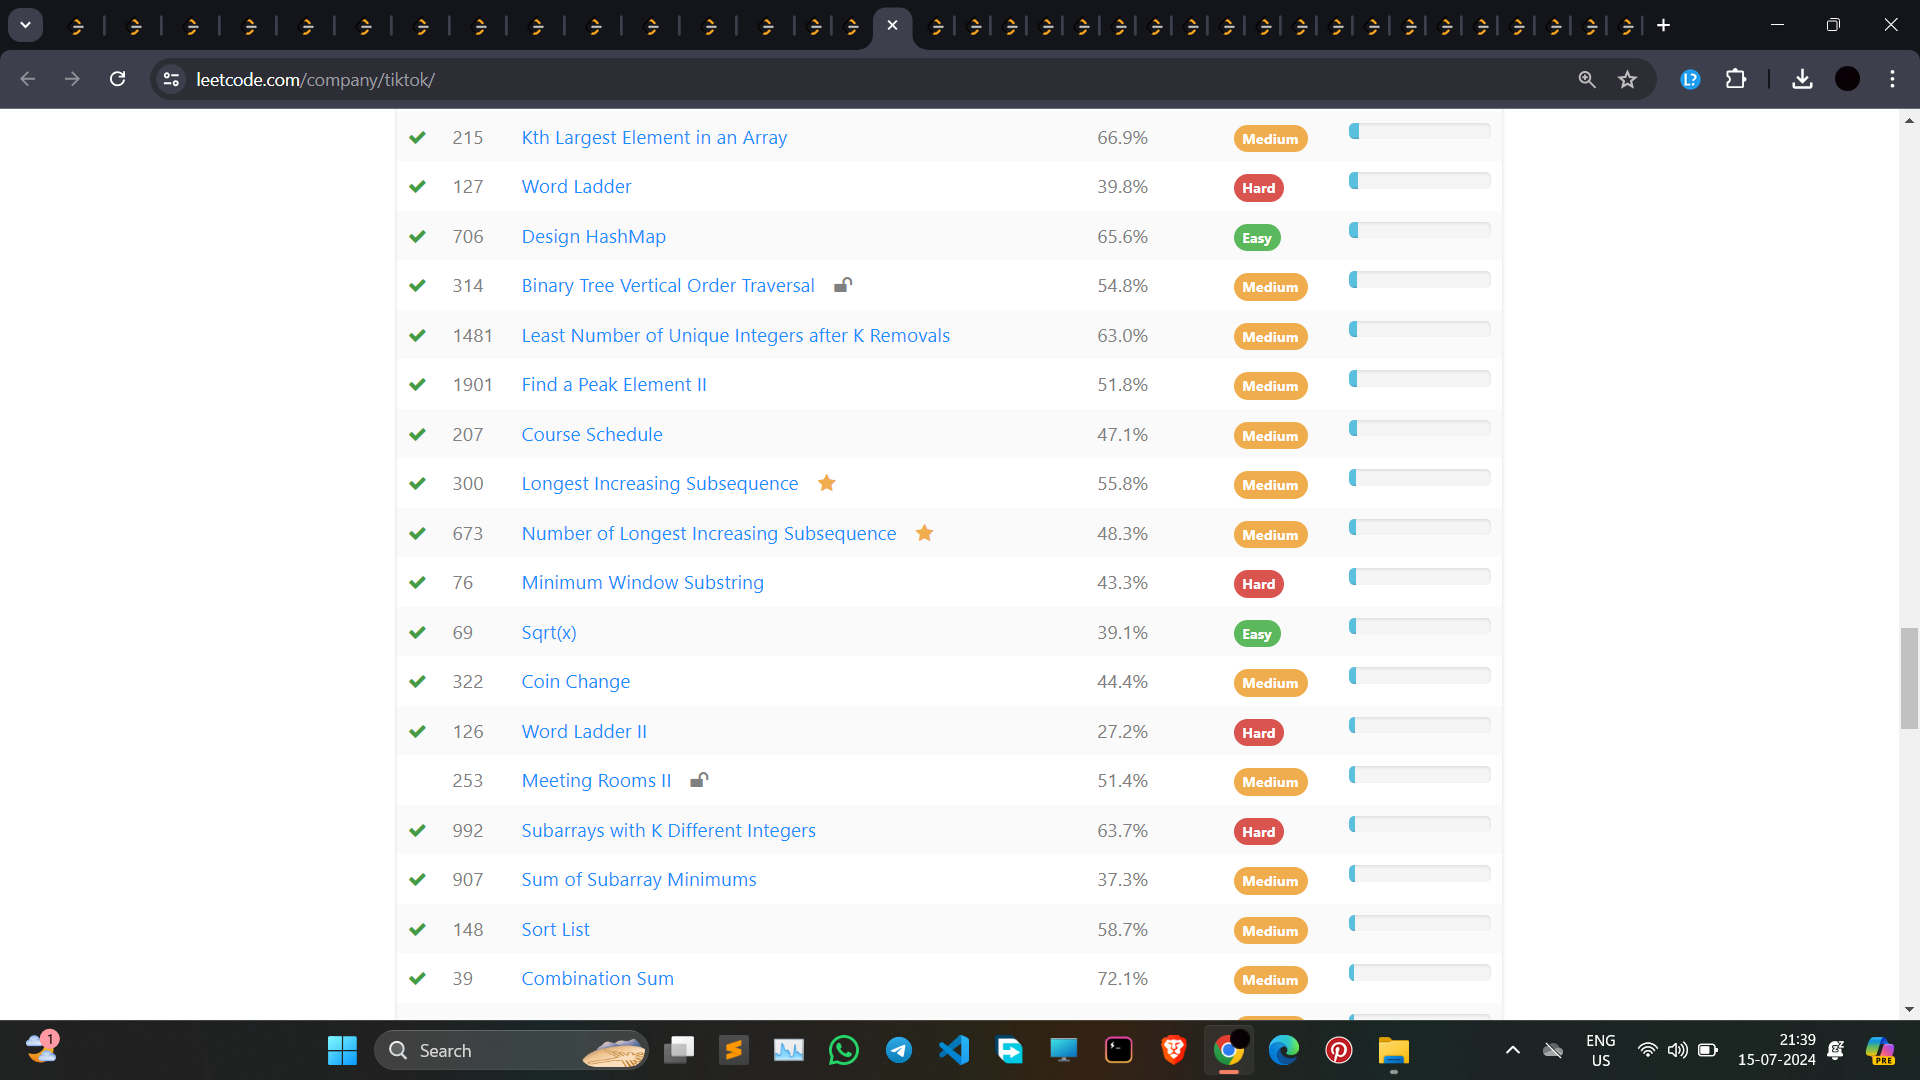 leetcode.com/company/tiktok/
L?
215 Kth Largest Element in an Array 66.9% Medium
127 Word Ladder 39.8% Hard
706 Design HashMap 65.6% Easy
314 Binary Tree Vertical Order Traversal 54.8% Medium
1481 Least Number of Unique Integers after K Removals 63.0% Medium
1901 Find a Peak Element II 51.8% Medium
207 Course Schedule 47.1% Medium
300 Longest Increasing Subsequence 55.8% Medium
673 Number of Longest Increasing Subsequence 48.3% Medium
76 Minimum Window Substring 43.3% Hard
69 Sqrt(x) 39.1% Easy
322 Coin Change 44.4% Medium
126 Word Ladder II 27.2% Hard
253 Meeting Rooms II 51.4% Medium
992 Subarrays with K Different Integers 63.7% Hard
907 Sum of Subarray Minimums 37.3% Medium
148 Sort List 58.7% Medium
39 Combination Sum 72.1% Medium
1
Search
ENG
US
21:39
15-07-2024
PRE